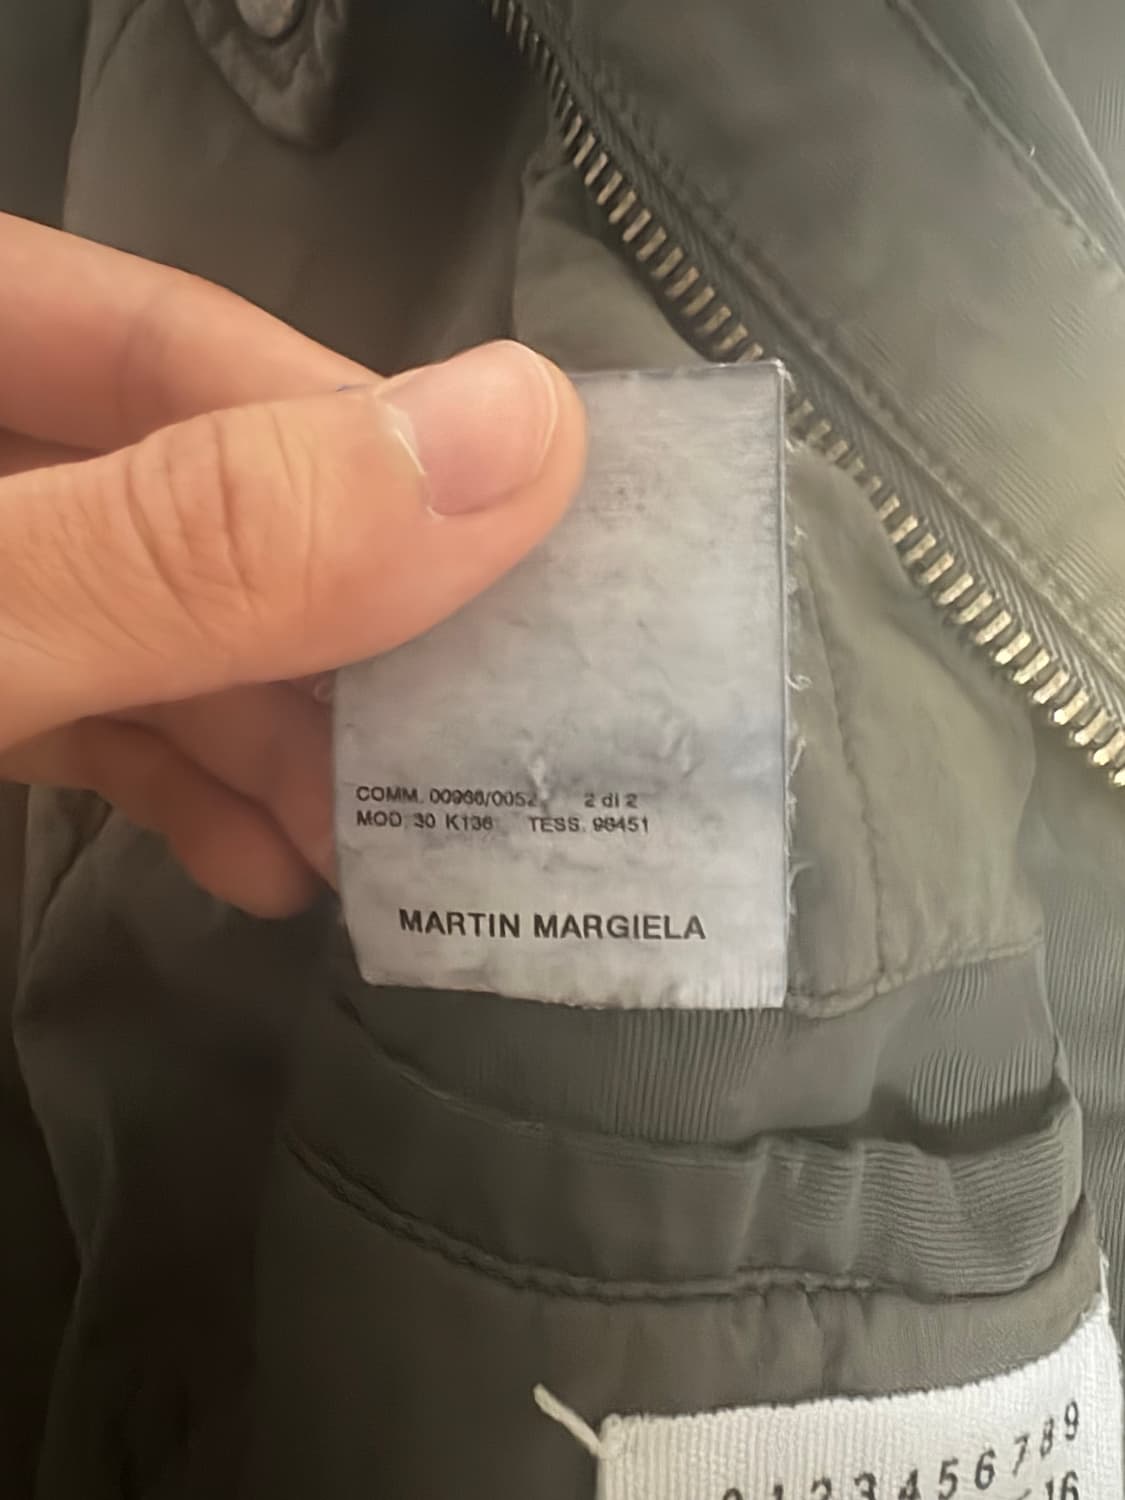 COMM. 00966/0052 2 di 2
MOD. 30 K136 TESS. 96451
MARTIN MARGIELA
0 1 2 3 4 5 6 7 8 9
16